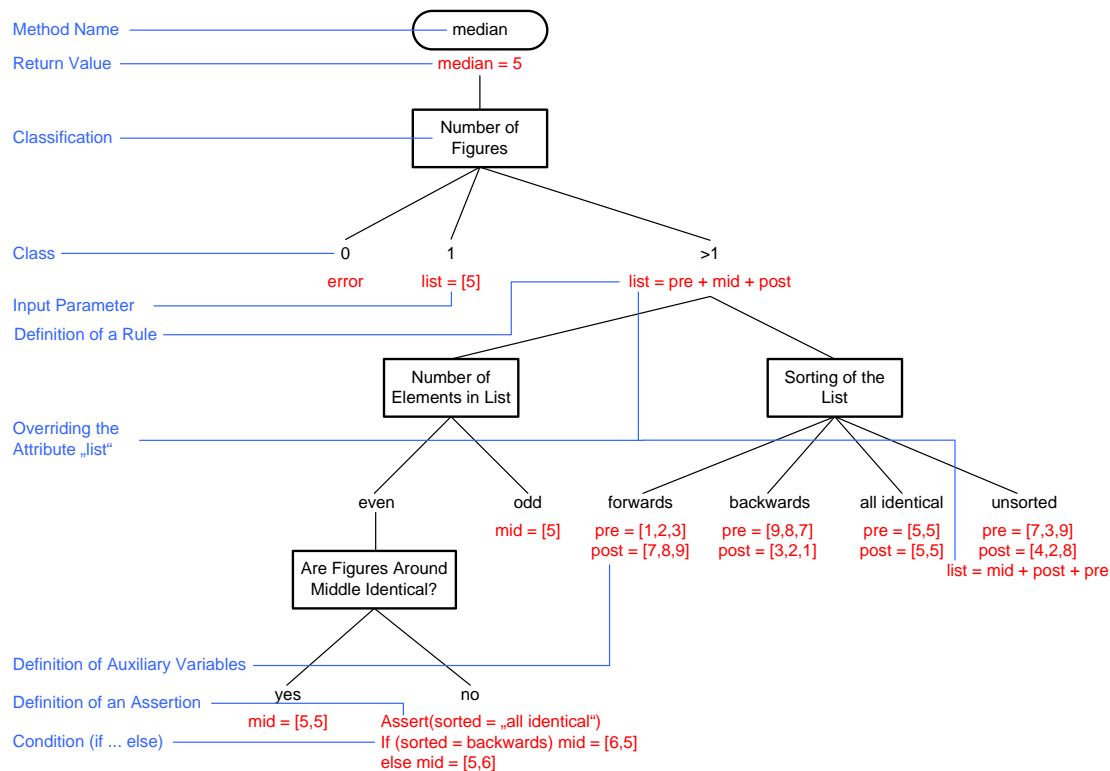 Method Name
median
Return Value
median = 5
Classification
Number of
Figures
Class
0
1
>1
error
list = [5]
list = pre + mid + post
Input Parameter
Definition of a Rule
Number of
Elements in List
Sorting of the
List
Overriding the
Attribute „list“
even
odd
forwards
backwards
all identical
unsorted
mid = [5]
pre = [1,2,3]
post = [7,8,9]
pre = [9,8,7]
post = [3,2,1]
pre = [5,5]
post = [5,5]
pre = [7,3,9]
post = [4,2,8]
list = mid + post + pre
Are Figures Around
Middle Identical?
Definition of Auxiliary Variables
yes
no
Definition of an Assertion
mid = [5,5]
Assert(sorted = „all identical“)
Condition (if ... else)
If (sorted = backwards) mid = [6,5]
else mid = [5,6]